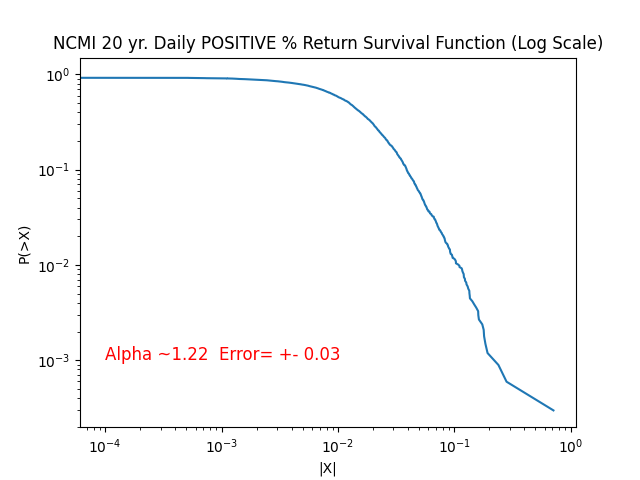 NCMI 20 yr. Daily POSITIVE % Return Survival Function (Log Scale)
10⁰
10⁻¹
P(>X)
10⁻²
10⁻³
Alpha ~1.22  Error= +- 0.03
10⁻⁴ 10⁻³ 10⁻² 10⁻¹ 10⁰
|X|